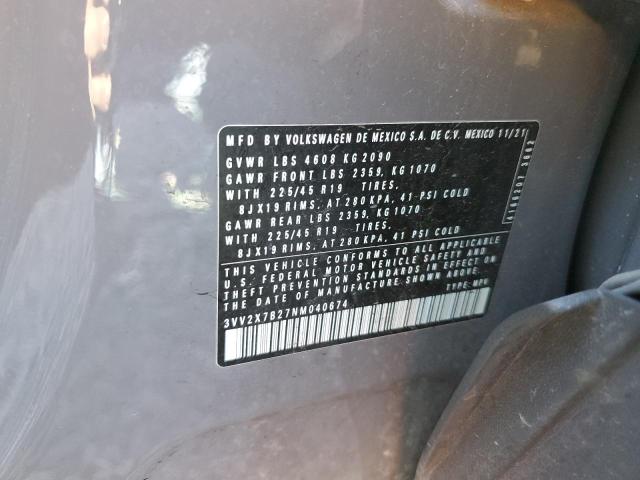 MFD BY VOLKSWAGEN DE MEXICO S.A. DE C.V. MEXICO 11/21
GVWR LBS 4608 KG 2090
GAWR FRONT LBS 2359, KG 1070
WITH 225/45 R19 TIRES,
8JX19 RIMS, AT 280 KPA, 41 PSI COLD
GAWR REAR LBS 2359, KG 1070
WITH 225/45 R19 TIRES,
8JX19 RIMS, AT 280 KPA, 41 PSI COLD
THIS VEHICLE CONFORMS TO ALL APPLICABLE
U.S. FEDERAL MOTOR VEHICLE SAFETY AND
THEFT PREVENTION STANDARDS IN EFFECT ON
THE DATE OF MANUFACTURE SHOWN ABOVE.
3VV2X7B27NM040674 TYPE: MPV